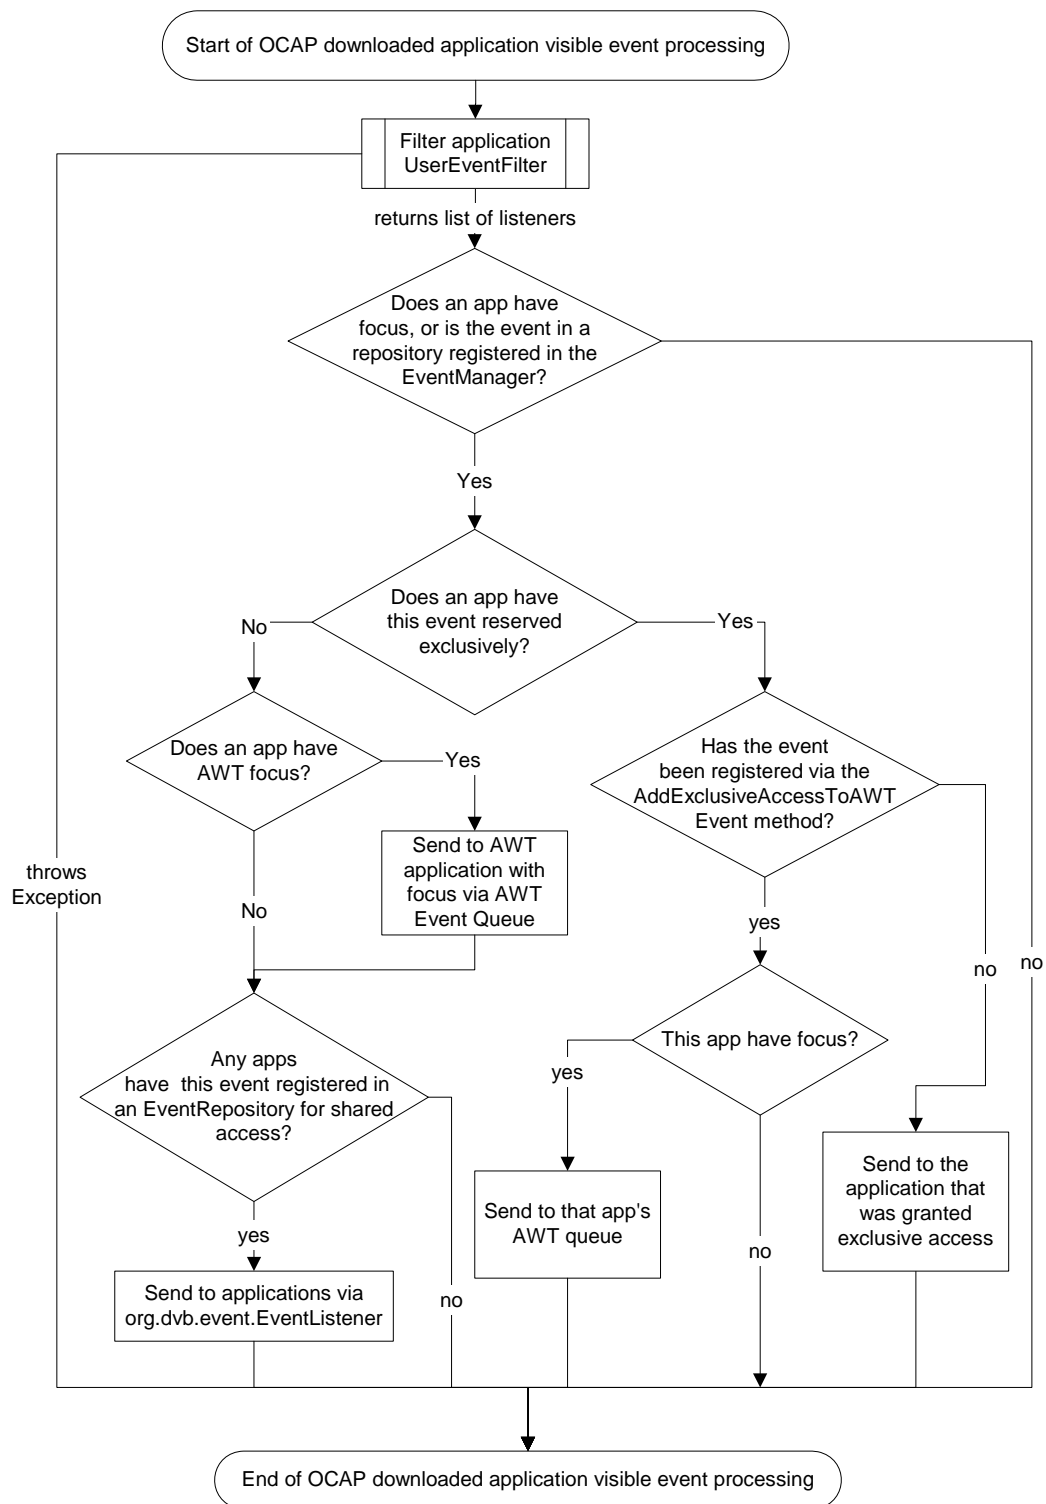 Start of OCAP downloaded application visible event processing
Filter application
UserEventFilter
returns list of listeners
Does an app have
focus, or is the event in a
repository registered in the
EventManager?
Yes
Does an app have
this event reserved
exclusively?
No
Yes
Does an app have
AWT focus?
Yes
Has the event
been registered via the
AddExclusiveAccessToAWT
Event method?
Send to AWT
application with
focus via AWT
Event Queue
throws
Exception
No
yes
no
no
Any apps
have  this event registered in
an EventRepository for shared
access?
This app have focus?
yes
Send to the
application that
was granted
exclusive access
Send to that app's
AWT queue
yes
no
no
Send to applications via
org.dvb.event.EventListener
End of OCAP downloaded application visible event processing